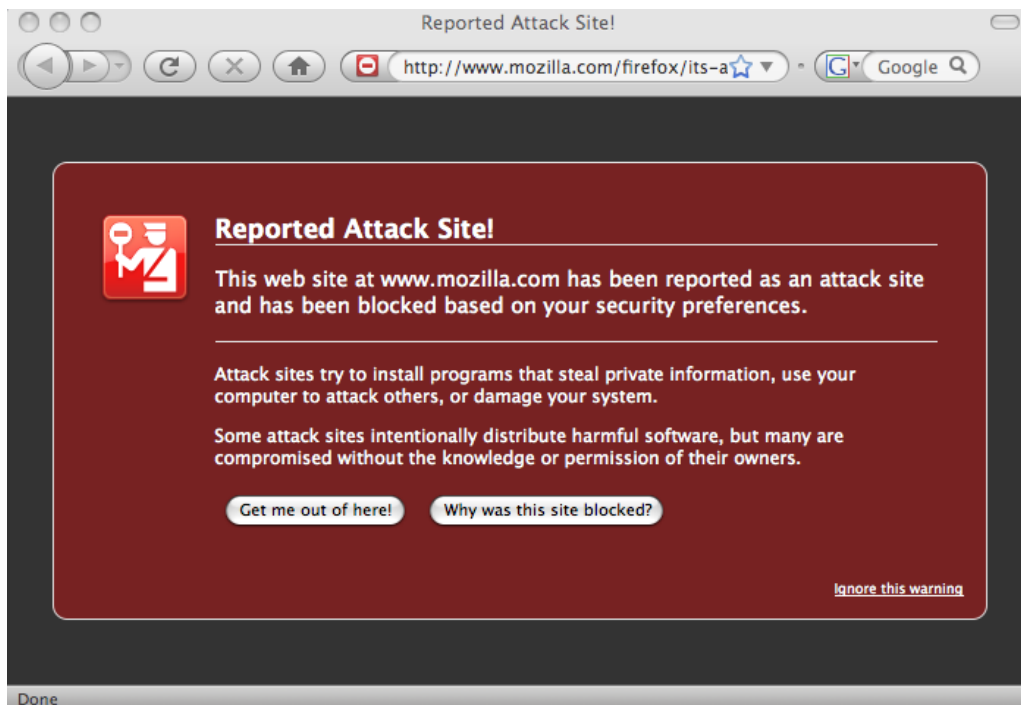 Reported Attack Site!
http://www.mozilla.com/firefox/its-a
G Google
Reported Attack Site!
This web site at www.mozilla.com has been reported as an attack site
and has been blocked based on your security preferences.
Attack sites try to install programs that steal private information, use your
computer to attack others, or damage your system.
Some attack sites intentionally distribute harmful software, but many are
compromised without the knowledge or permission of their owners.
Get me out of here!
Why was this site blocked?
Ignore this warning
Done